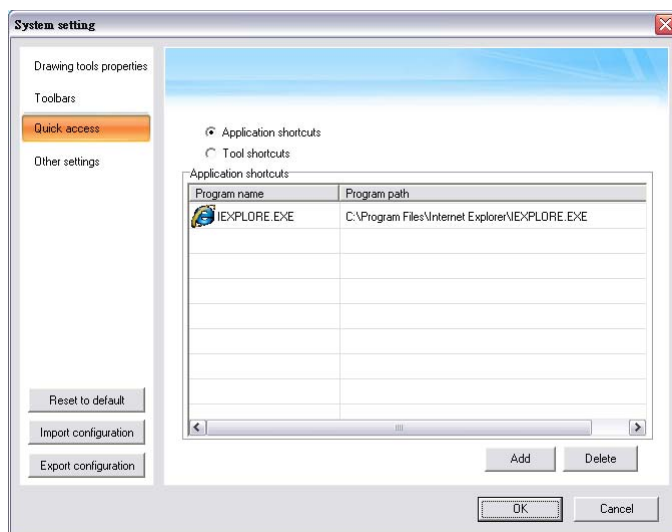 System setting
Drawing tools properties
Toolbars
Quick access
Other settings
Reset to default
Import configuration
Export configuration
Application shortcuts
Tool shortcuts
Application shortcuts
Program name Program path
IEXPLORE.EXE C:\Program Files\Internet Explorer\IEXPLORE.EXE
Add Delete
OK Cancel